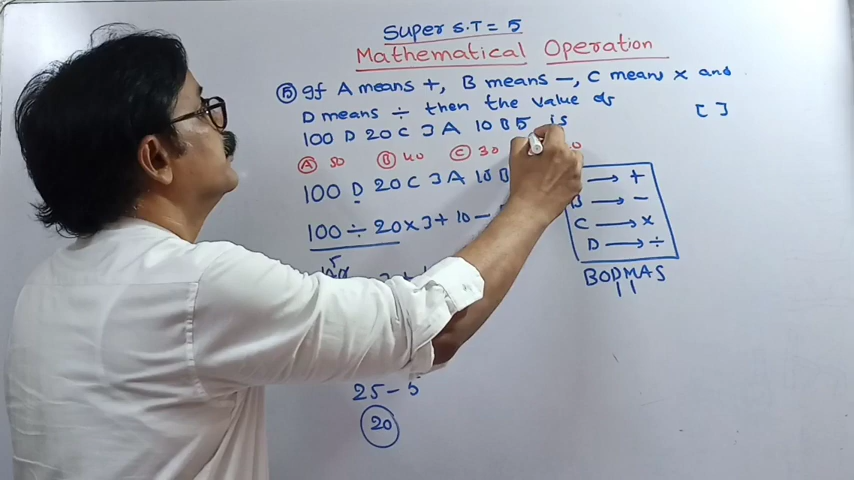 Super S.T = 5
Mathematical Operation
5 If A means +, B means −, C means × and
D means ÷ then the value of [ ]
100 D 20 C 3 A 10 B 5 is
A 50 B 40 C 30
100 D 20 C 3 A 10 B
→ +
B → −
100 ÷ 20 × 3 + 10 −
C → ×
D → ÷
5
BODMAS
25 − 5
20